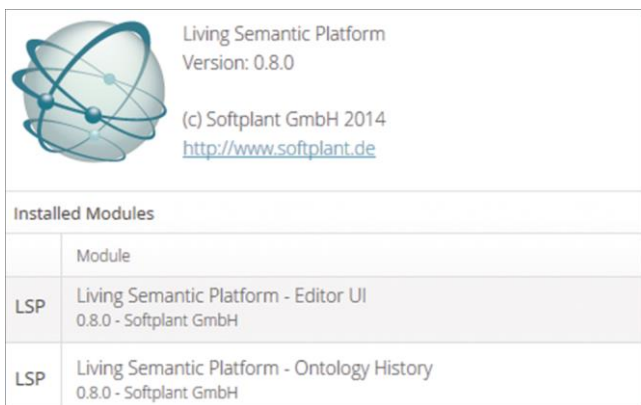 Living Semantic Platform
Version: 0.8.0
(c) Softplant GmbH 2014
http://www.softplant.de
Installed Modules
Module
LSP
Living Semantic Platform - Editor UI
0.8.0 - Softplant GmbH
LSP
Living Semantic Platform - Ontology History
0.8.0 - Softplant GmbH